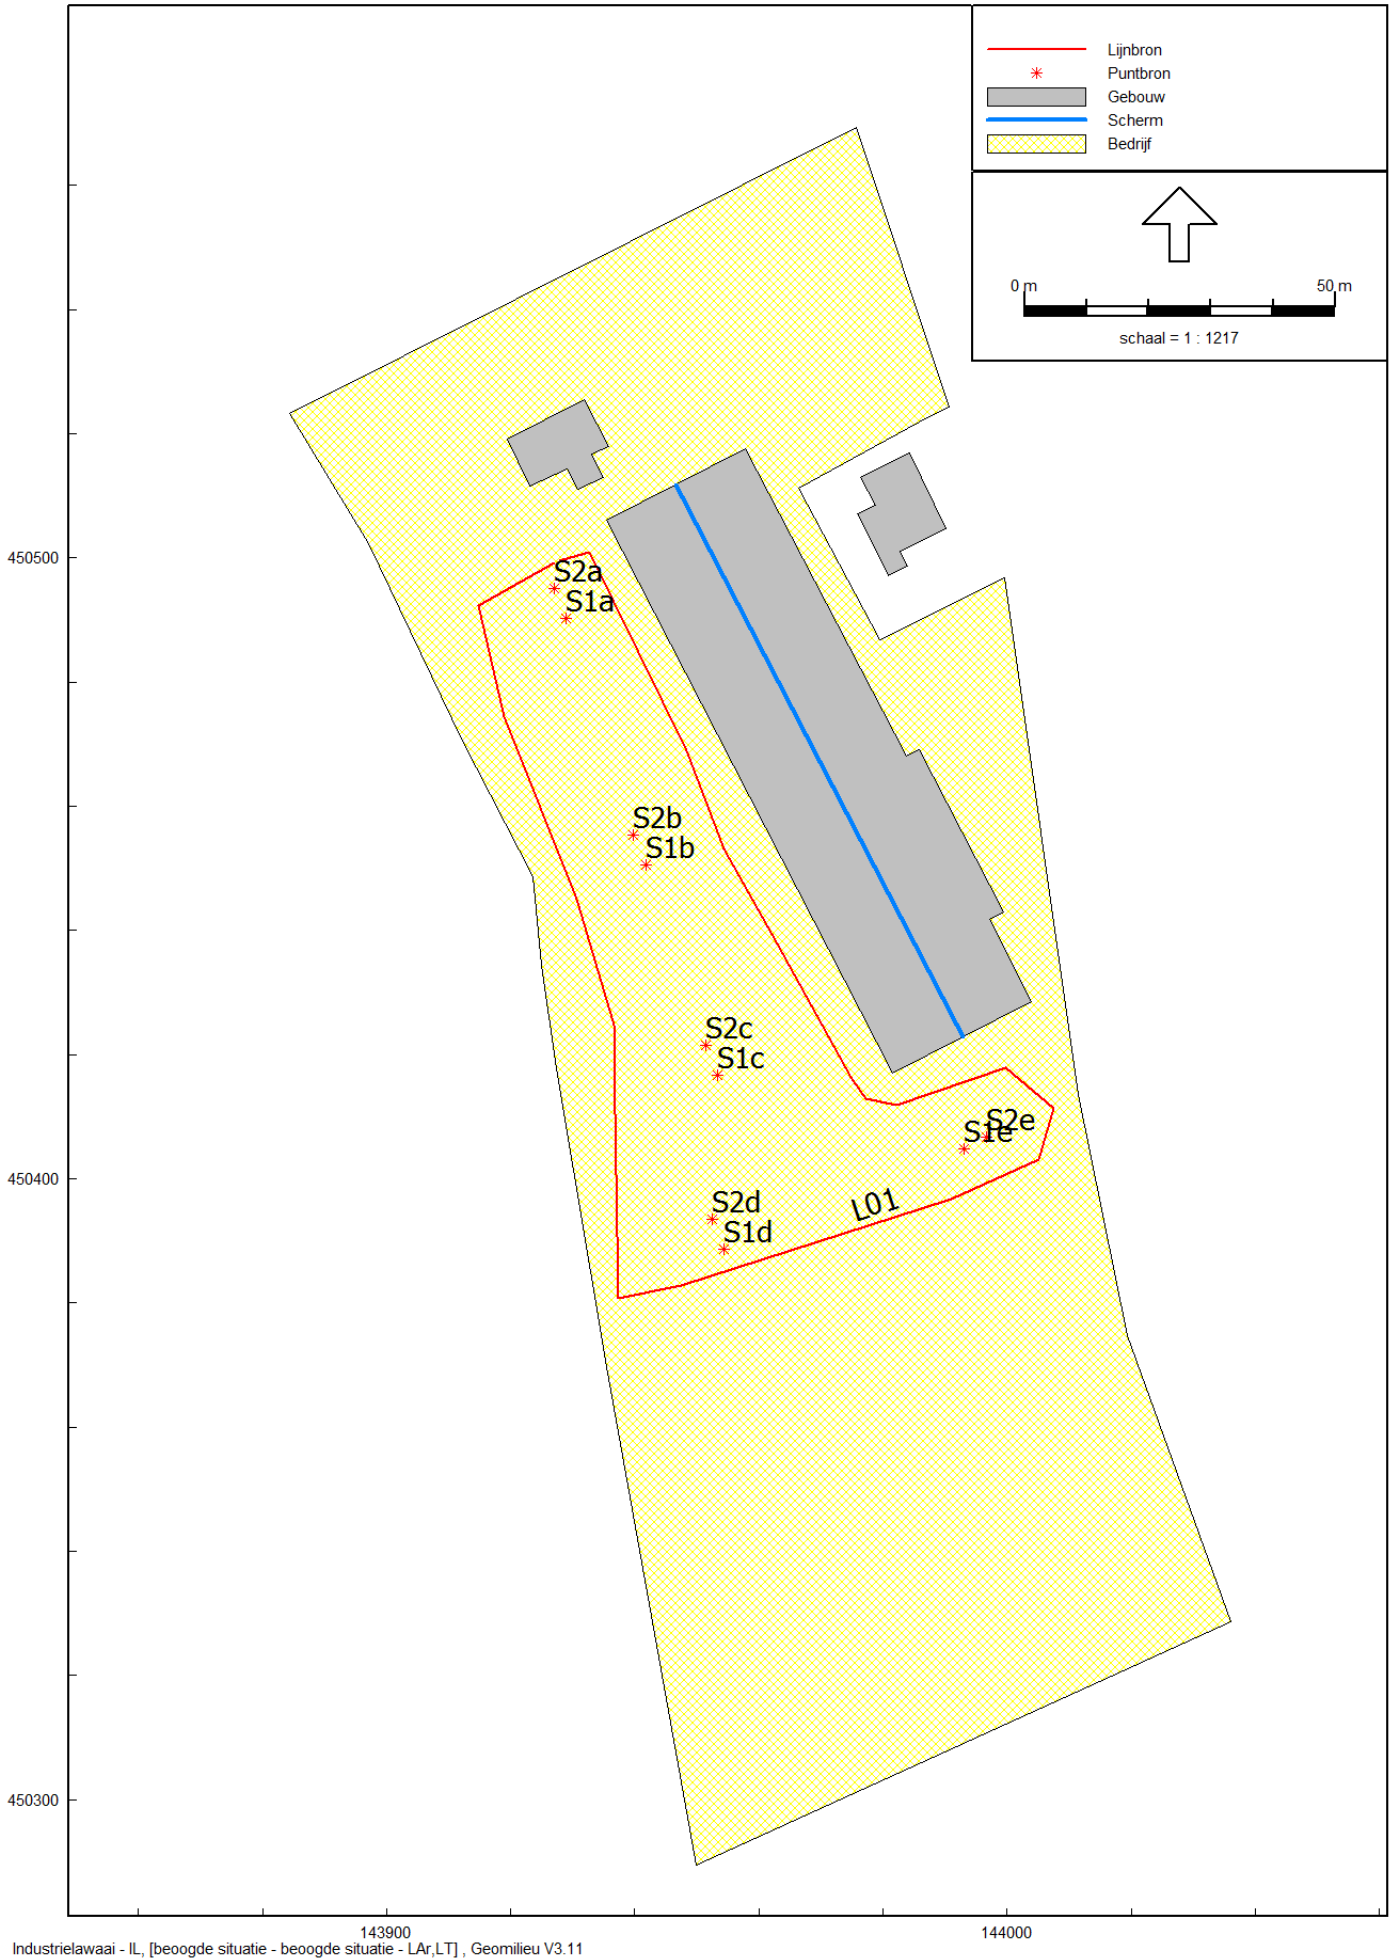 Lijnbron
Puntbron
Gebouw
Scherm
Bedrijf
0 m 50 m
schaal = 1 : 1217
450500
S2a
S1a
S2b
S1b
S2c
S1c
S2e
S1e
450400
L01
S2d
S1d
450300
143900 144000
Industrielawaai - IL, [beoogde situatie - beoogde situatie - LAr,LT] , Geomilieu V3.11